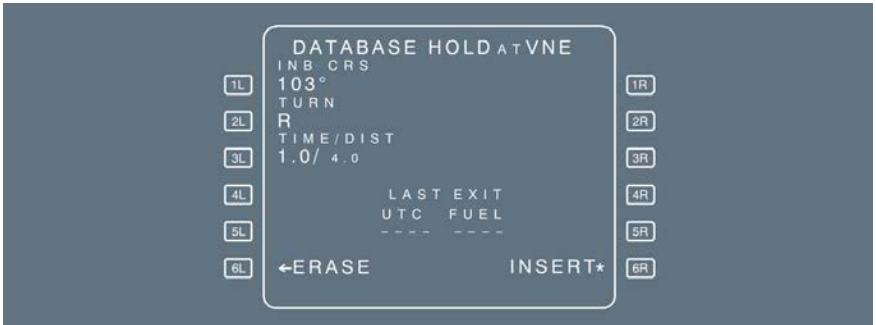 DATABASE HOLD AT VNE
INB CRS
1L 103° 1R
TURN
2L R 2R
TIME/DIST
3L 1.0/ 4.0 3R
4L LAST EXIT 4R
UTC FUEL
5L ---- ---- 5R
6L ←ERASE INSERT* 6R